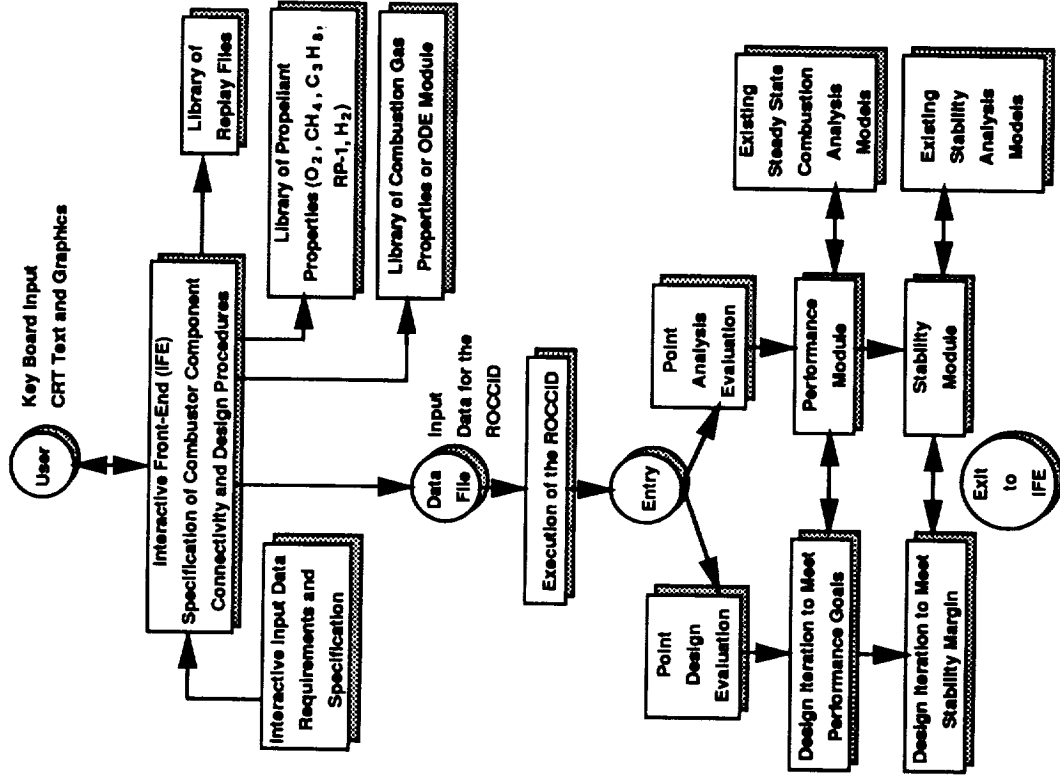 User
Key Board Input
CRT Text and Graphics
Interactive Front-End (IFE)
Specification of Combustor Component
Connectivity and Design Procedures
Library of
Replay Files
Interactive Input Data
Requirements and
Specification
Library of Propellant
Properties (O2, CH4, C3H8,
RP-1, H2)
Library of Combustion Gas
Properties or ODE Module
Data
File
Input
Data for the
ROCCID
Execution of the ROCCID
Entry
Point
Design
Evaluation
Point
Analysis
Evaluation
Design Iteration to Meet
Performance Goals
Performance
Module
Existing
Steady State
Combustion
Analysis
Models
Design Iteration to Meet
Stability Margin
Stability
Module
Existing
Stability
Analysis
Models
Exit
to
IFE